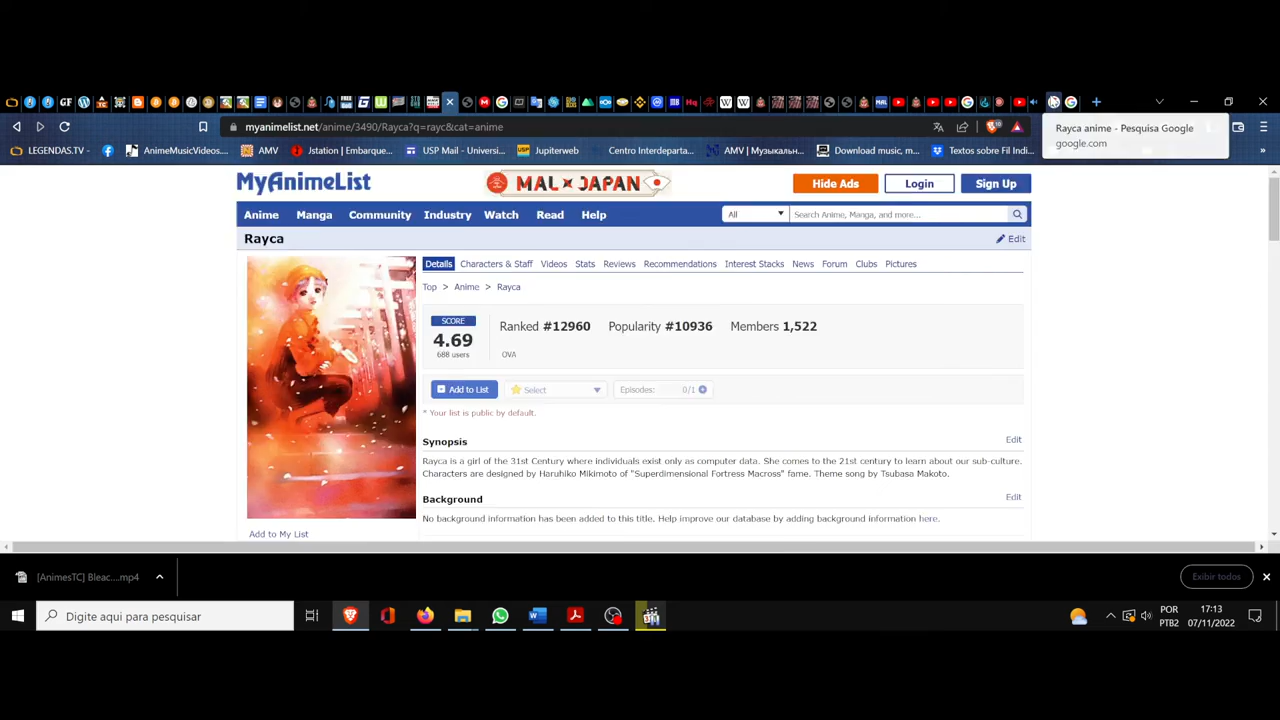 myanimelist.net/anime/3490/Rayca?q=rayc&cat=anime
Rayca anime - Pesquisa Google
google.com
LEGENDAS.TV
AnimeMusicVideos...
AMV
Jstation | Embarque...
USP Mail - Universi...
Jupiterweb
Centro Interdeparta...
AMV | Музыкальн...
Download music, m...
Textos sobre Fil Indi...
MyAnimeList
MAL × JAPAN
Hide Ads
Login
Sign Up
Anime Manga Community Industry Watch Read Help
All
Search Anime, Manga, and more...
Rayca
Edit
Details Characters & Staff Videos Stats Reviews Recommendations Interest Stacks News Forum Clubs Pictures
Top > Anime > Rayca
SCORE
4.69
688 users
Ranked #12960 Popularity #10936 Members 1,522
OVA
Add to List
Select
Episodes: 0/1
* Your list is public by default.
Synopsis
Edit
Rayca is a girl of the 31st Century where individuals exist only as computer data. She comes to the 21st century to learn about our sub-culture.
Characters are designed by Haruhiko Mikimoto of "Superdimensional Fortress Macross" fame. Theme song by Tsubasa Makoto.
Background
Edit
No background information has been added to this title. Help improve our database by adding background information here.
Add to My List
[AnimesTC] Bleac....mp4
Exibir todos
Digite aqui para pesquisar
POR
PTB2
17:13
07/11/2022